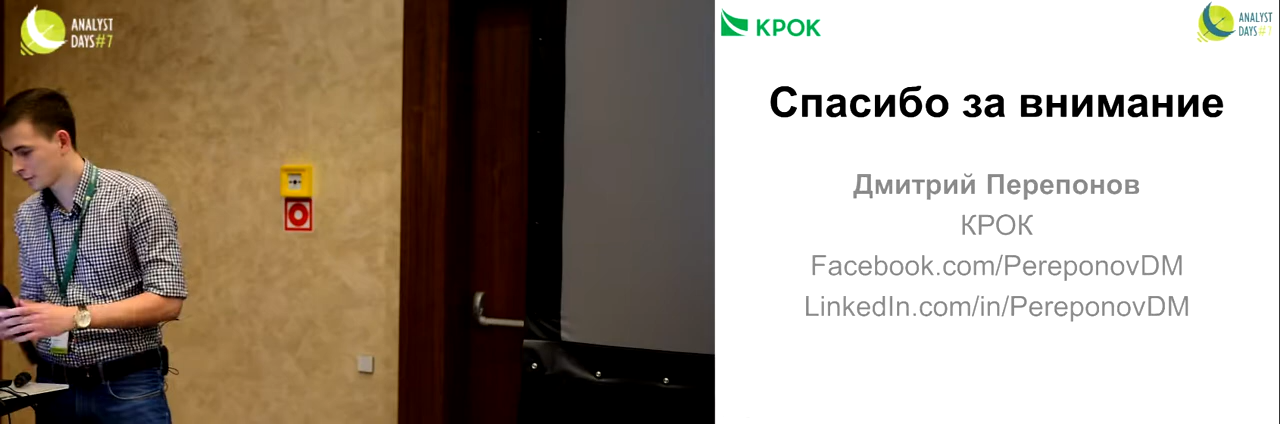 ANALYST
DAYS#7
КРОК
ANALYST
DAYS#7
Спасибо за внимание
Дмитрий Перепонов
КРОК
Facebook.com/PereponovDM
LinkedIn.com/in/PereponovDM